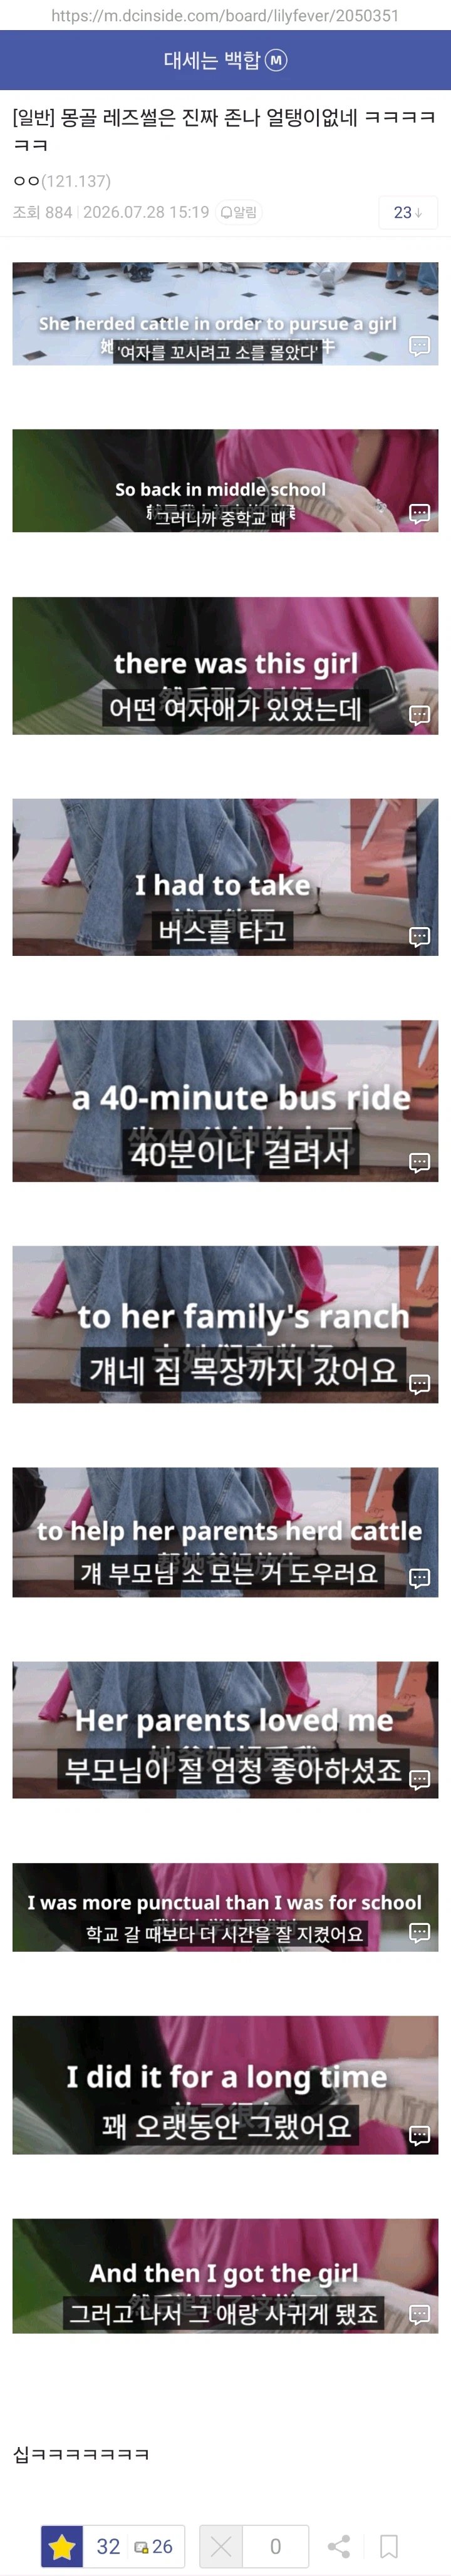 https://m.dcinside.com/board/lilyfever/2050351
대세는 백합 M
[일반] 몽골 레즈썰은 진짜 존나 얼탱이없네 ㅋㅋㅋㅋ
ㅋㅋ
ㅇㅇ(121.137)
조회 884 | 2026.07.28 15:19 알림
23↓
She herded cattle in order to pursue a girl
'여자를 꼬시려고 소를 몰았다'
So back in middle school
그러니까 중학교 때
there was this girl
어떤 여자애가 있었는데
I had to take
버스를 타고
a 40-minute bus ride
40분이나 걸려서
to her family's ranch
걔네 집 목장까지 갔어요
to help her parents herd cattle
걔 부모님 소 모는 거 도우러요
Her parents loved me
부모님이 절 엄청 좋아하셨죠
I was more punctual than I was for school
학교 갈 때보다 더 시간을 잘 지켰어요
I did it for a long time
꽤 오랫동안 그랬어요
And then I got the girl
그러고 나서 그 애랑 사귀게 됐죠
십ㅋㅋㅋㅋㅋㅋㅋ
32 26 0